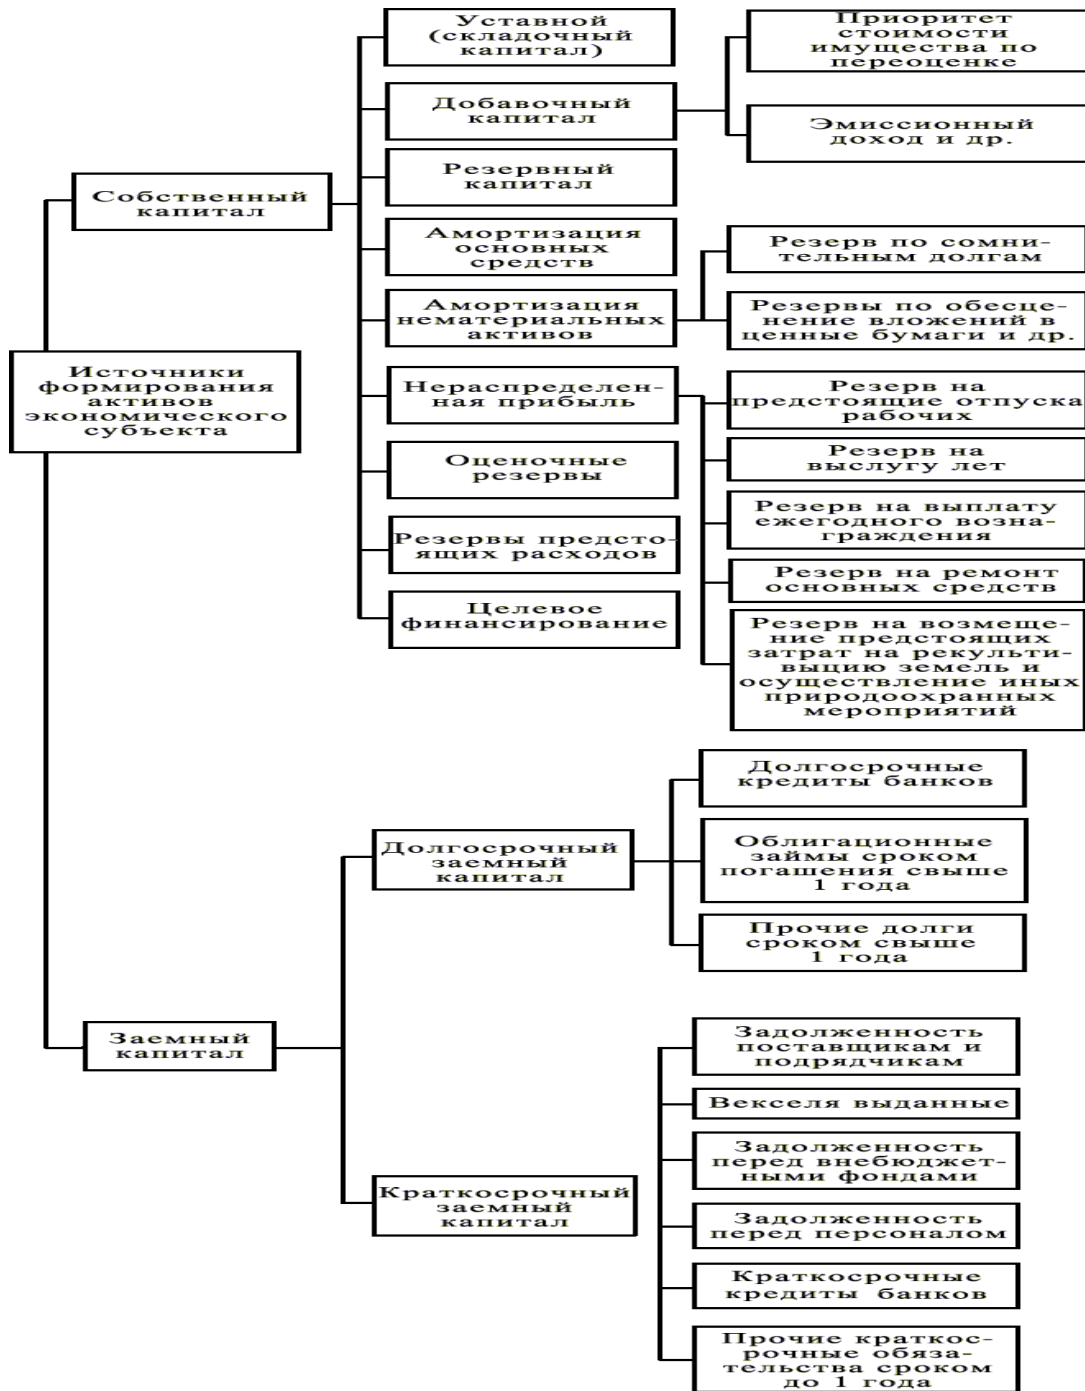 Уставной
(складочный
капитал)
Приоритет
стоимости
имущества по
переоценке
Добавочный
капитал
Эмиссионный
доход и др.
Резервный
капитал
Собственный
капитал
Амортизация
основных
средств
Резерв по сомни-
тельным долгам
Амортизация
нематериальных
активов
Резервы по обесце-
нение вложений в
ценные бумаги и др.
Источники
формирования
активов
экономического
субъекта
Нераспределен-
ная прибыль
Резерв на
предстоящие отпуска
рабочих
Оценочные
резервы
Резерв на
выслугу лет
Резервы предсто-
ящих расходов
Резерв на выплату
ежегодного возна-
граждения
Резерв на ремонт
основных средств
Целевое
финансирование
Резерв на возмеще-
ние предстоящих
затрат на рекульти-
выцию земель и
осуществление иных
природоохранных
мероприятий
Долгосрочные
кредиты банков
Долгосрочный
заемный
капитал
Облигационные
займы сроком
погашения свыше
1 года
Прочие долги
сроком свыше
1 года
Заемный
капитал
Задолженность
поставщикам и
подрядчикам
Векселя выданные
Задолженность
перед внебюджет-
ными фондами
Краткосрочный
заемный
капитал
Задолженность
перед персоналом
Краткосрочные
кредиты банков
Прочие краткос-
рочные обяза-
тельства сроком
до 1 года